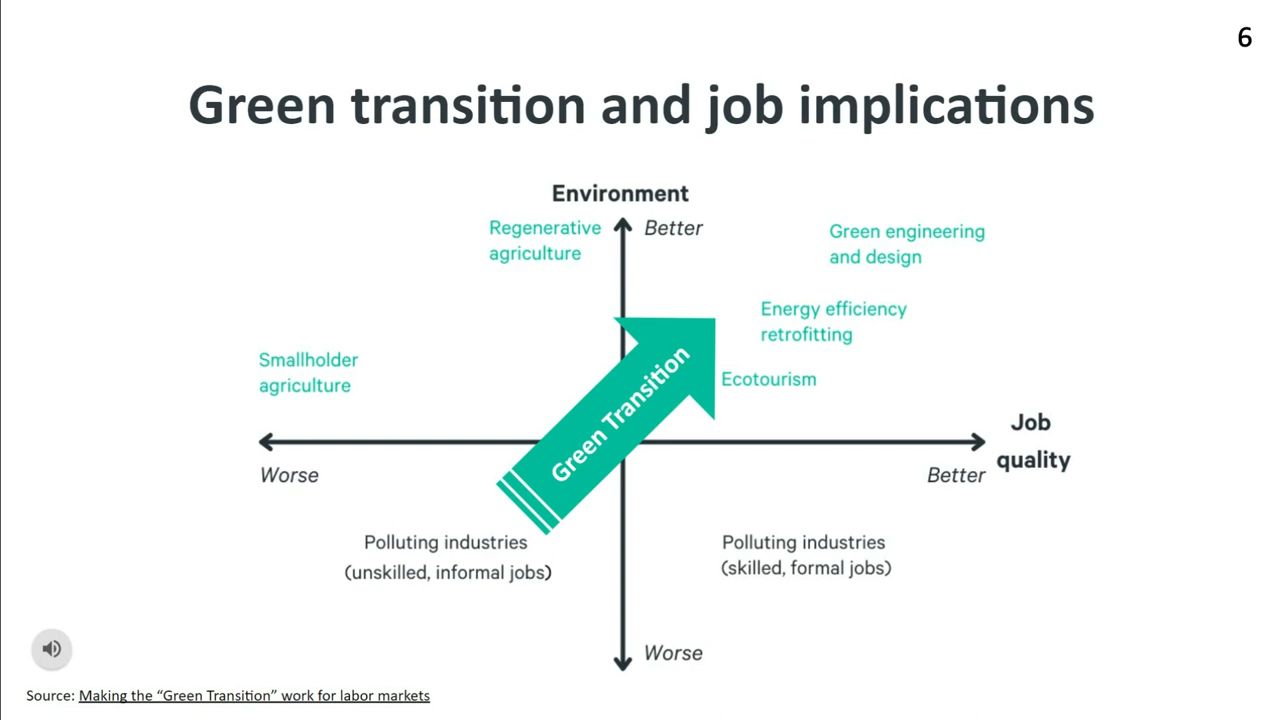 6
Green transition and job implications
Environment
Better
Regenerative
agriculture
Green engineering
and design
Energy efficiency
retrofitting
Smallholder
agriculture
Ecotourism
Green Transition
Job
quality
Worse
Better
Polluting industries
(unskilled, informal jobs)
Polluting industries
(skilled, formal jobs)
Worse
Source: Making the “Green Transition” work for labor markets